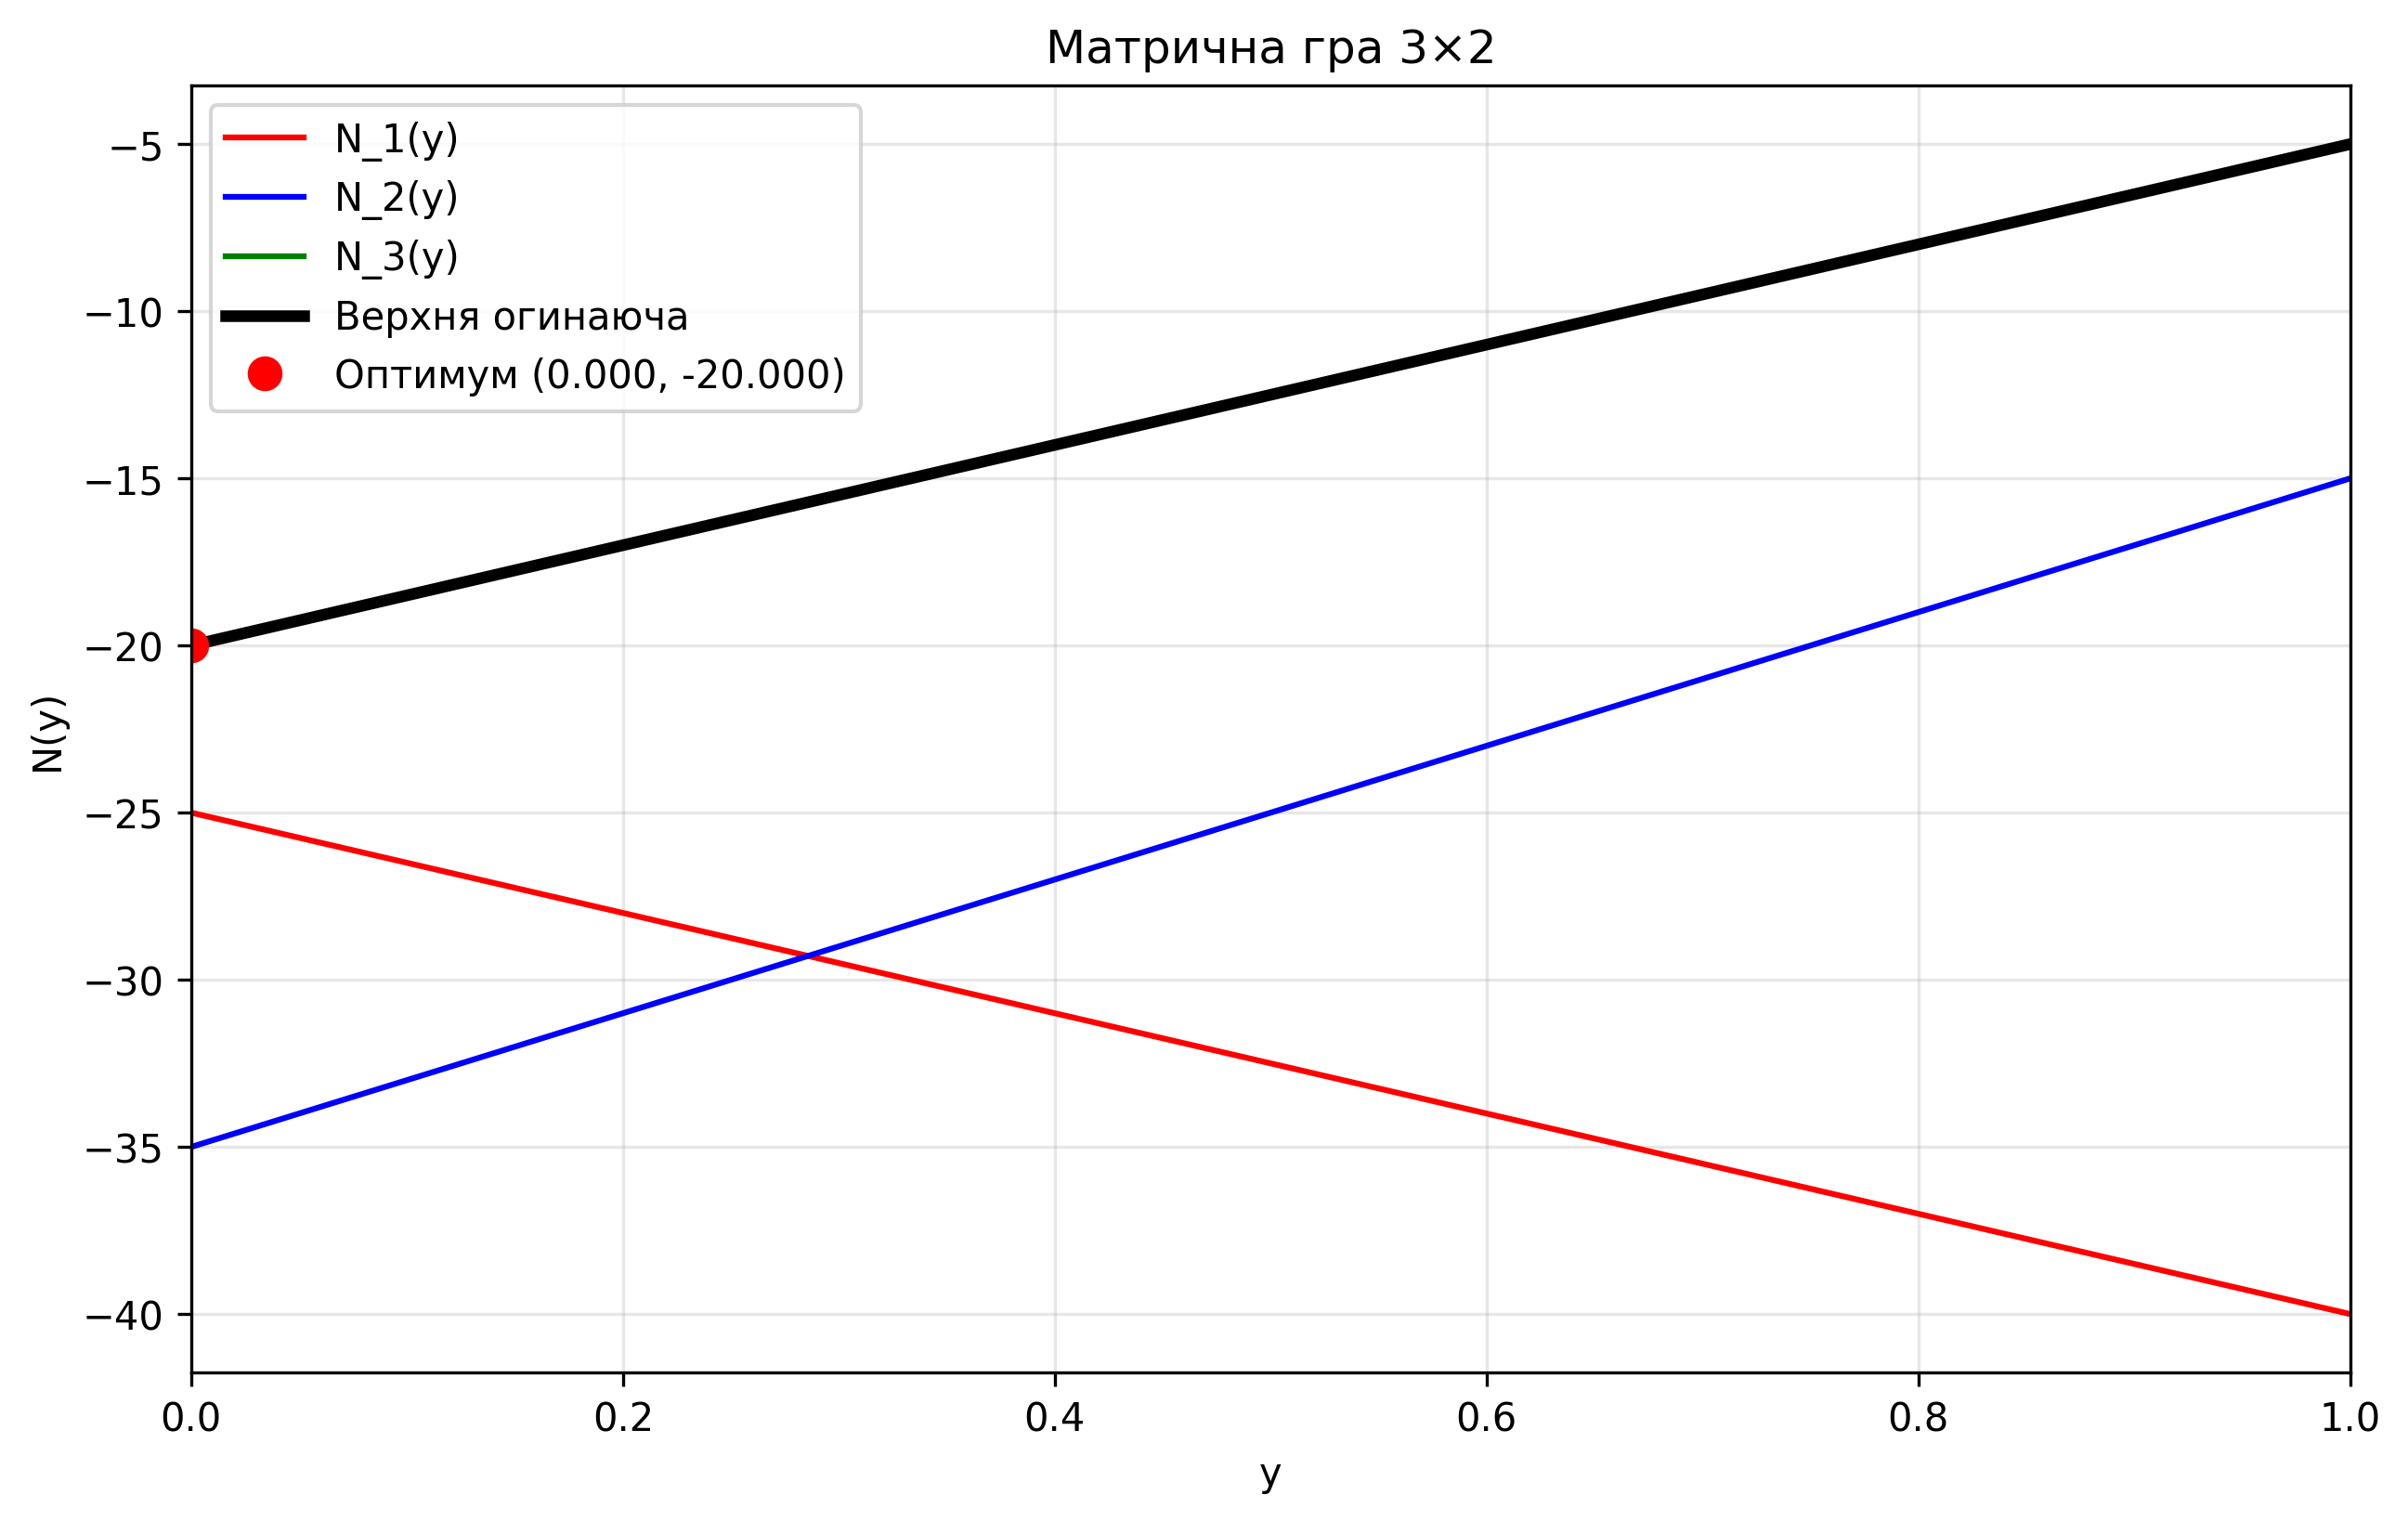 Матрична гра 3×2
N_1(y)
N_2(y)
N_3(y)
Верхня огинаюча
Оптимум (0.000, -20.000)
−5
−10
−15
−20
−25
−30
−35
−40
N(y)
0.0 0.2 0.4 0.6 0.8 1.0
y